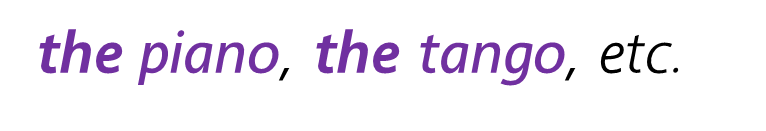 the piano, the tango, etc.